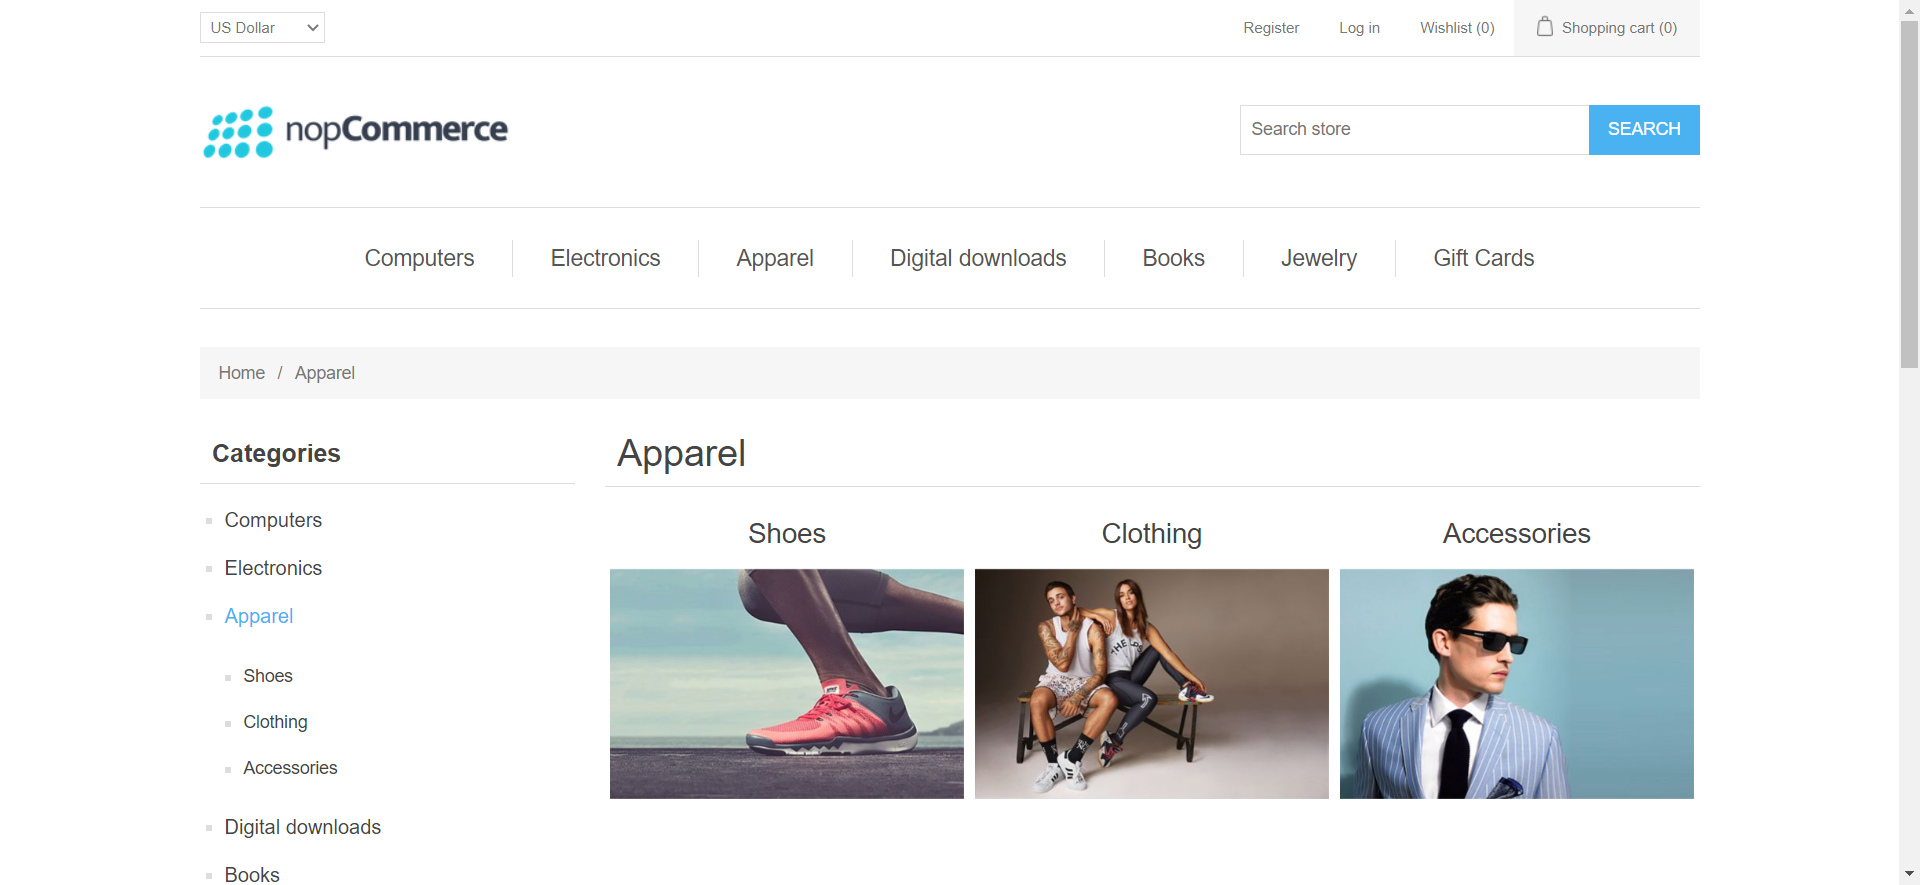 US Dollar
Register
Log in
Wishlist (0)
Shopping cart (0)
nopCommerce
Search store
SEARCH
Computers
Electronics
Apparel
Digital downloads
Books
Jewelry
Gift Cards
Home / Apparel
Categories
Computers
Electronics
Apparel
Shoes
Clothing
Accessories
Digital downloads
Books
Apparel
Shoes
Clothing
Accessories